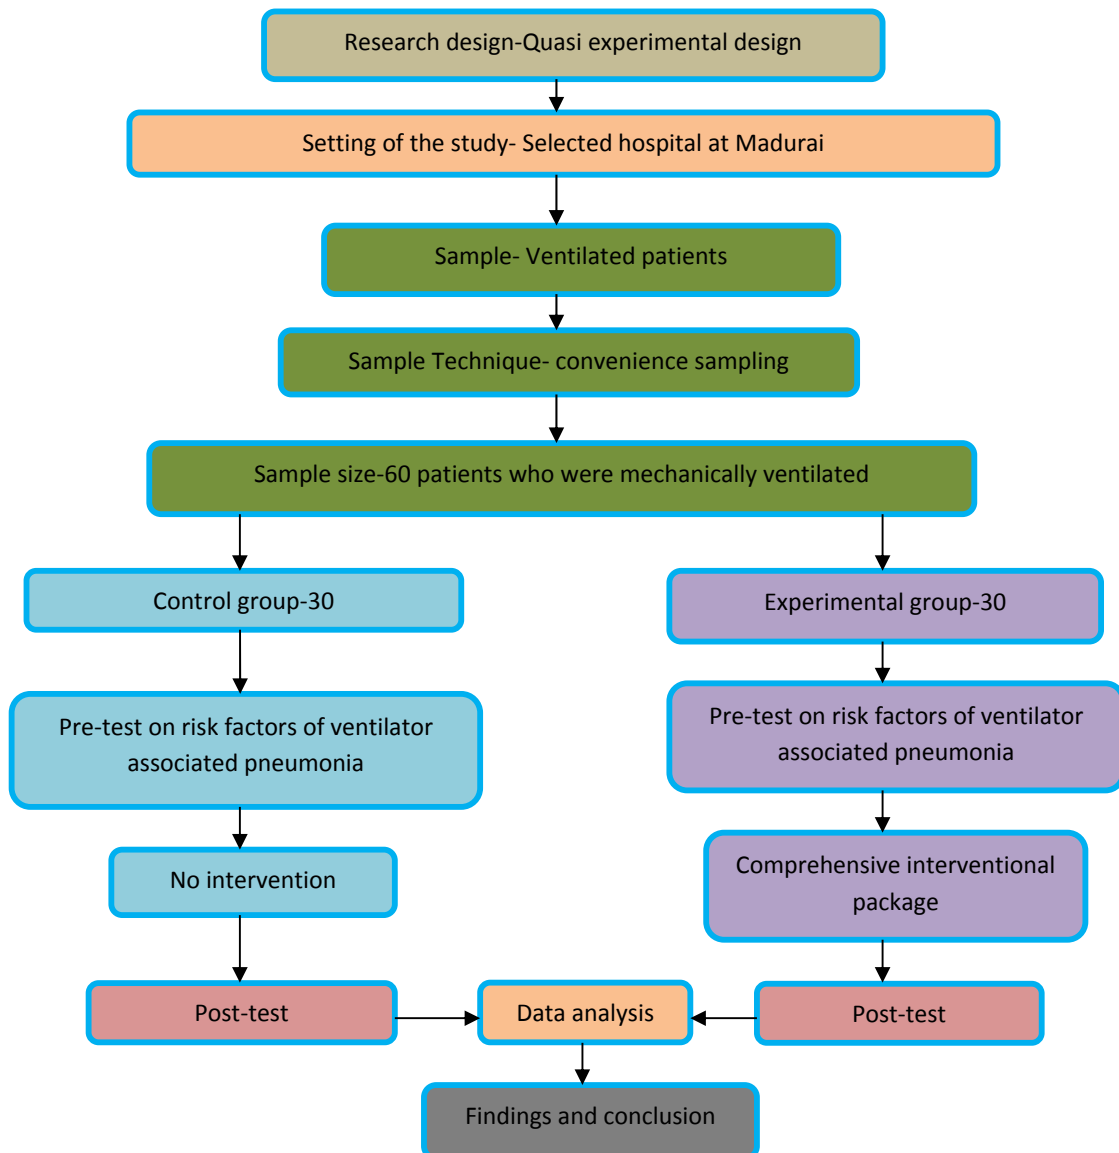 Research design-Quasi experimental design
Setting of the study- Selected hospital at Madurai
Sample- Ventilated patients
Sample Technique- convenience sampling
Sample size-60 patients who were mechanically ventilated
Control group-30
Experimental group-30
Pre-test on risk factors of ventilator
associated pneumonia
Pre-test on risk factors of ventilator
associated pneumonia
No intervention
Comprehensive interventional
package
Post-test
Data analysis
Post-test
Findings and conclusion